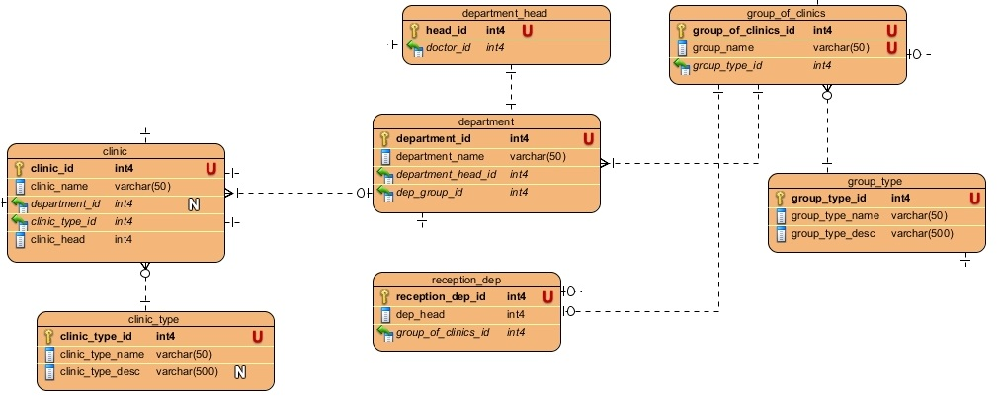 department_head
head_id int4 U
doctor_id int4
group_of_clinics
group_of_clinics_id int4 U
group_name varchar(50) U
group_type_id int4
department
department_id int4 U
department_name varchar(50)
department_head_id int4
dep_group_id int4
clinic
clinic_id int4 U
clinic_name varchar(50)
department_id int4 N
clinic_type_id int4
clinic_head int4
group_type
group_type_id int4 U
group_type_name varchar(50)
group_type_desc varchar(500)
reception_dep
reception_dep_id int4 U
dep_head int4
group_of_clinics_id int4
clinic_type
clinic_type_id int4 U
clinic_type_name varchar(50)
clinic_type_desc varchar(500) N